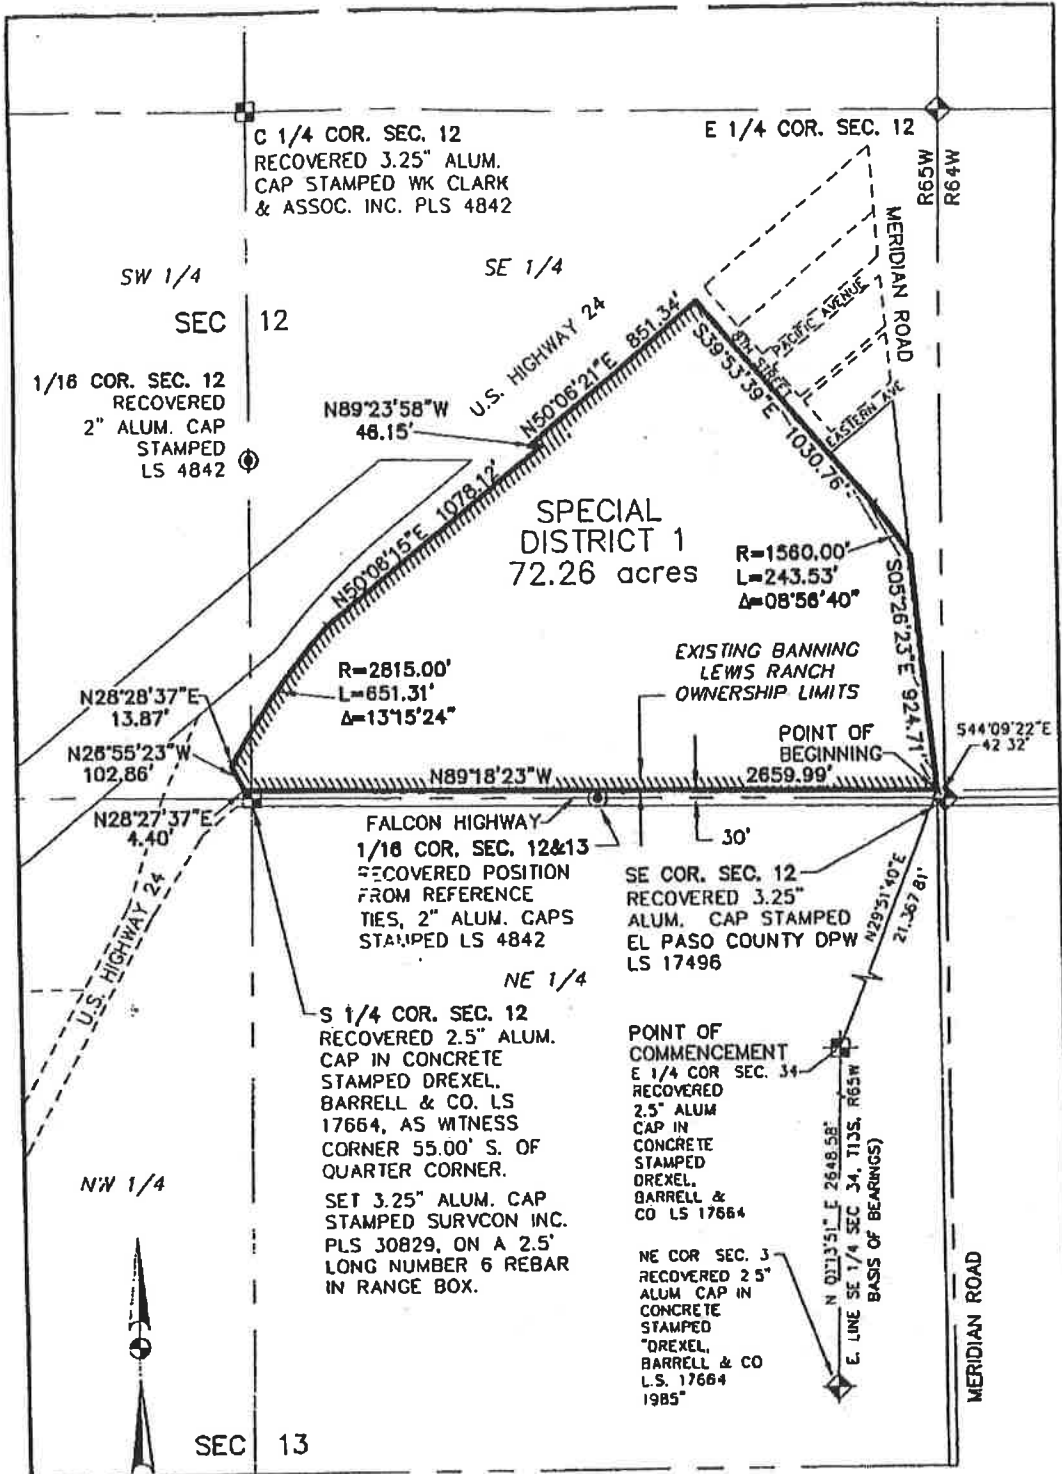 C 1/4 COR. SEC. 12
RECOVERED 3.25" ALUM.
CAP STAMPED WK CLARK
& ASSOC. INC. PLS 4842
E 1/4 COR. SEC. 12
R65W
R64W
MERIDIAN ROAD
SW 1/4
SE 1/4
SEC 12
1/16 COR. SEC. 12
RECOVERED
2" ALUM. CAP
STAMPED
LS 4842
U.S. HIGHWAY 24
N89°23'58"W
46.15'
N50°06'21"E 851.34'
S39°53'39"E 1030.76'
8TH STREET
PACIFIC AVENUE
EASTERN AVE
N50°08'15"E 1078.12'
SPECIAL
DISTRICT 1
72.26 acres
R=1560.00'
L=243.53'
Δ=08°56'40"
S05°26'23"E 924.71'
R=2815.00'
L=651.31'
Δ=13°15'24"
EXISTING BANNING
LEWIS RANCH
OWNERSHIP LIMITS
N28°28'37"E
13.87'
N26°55'23"W
102.86'
N28°27'37"E
4.40'
POINT OF
BEGINNING
S44°09'22"E
42 32'
N89°18'23"W 2659.99'
FALCON HIGHWAY
30'
1/16 COR. SEC. 12&13
RECOVERED POSITION
FROM REFERENCE
TIES, 2" ALUM. CAPS
STAMPED LS 4842
SE COR. SEC. 12
RECOVERED 3.25"
ALUM. CAP STAMPED
EL PASO COUNTY DPW
LS 17496
N29°51'40"E
21,367 81'
U.S. HIGHWAY 24
NE 1/4
S 1/4 COR. SEC. 12
RECOVERED 2.5" ALUM.
CAP IN CONCRETE
STAMPED DREXEL,
BARRELL & CO. LS
17664, AS WITNESS
CORNER 55.00' S. OF
QUARTER CORNER.
SET 3.25" ALUM. CAP
STAMPED SURVCON INC.
PLS 30829, ON A 2.5'
LONG NUMBER 6 REBAR
IN RANGE BOX.
POINT OF
COMMENCEMENT
E 1/4 COR SEC. 34
RECOVERED
2.5" ALUM
CAP IN
CONCRETE
STAMPED
DREXEL,
BARRELL &
CO LS 17664
NE COR SEC. 3
RECOVERED 2 5"
ALUM CAP IN
CONCRETE
STAMPED
"DREXEL,
BARRELL & CO
L.S. 17664
1985"
N 01°13'51" E 2648.58'
E. LINE SE 1/4 SEC 34, T13S, R65W
BASIS OF BEARINGS)
MERIDIAN ROAD
NW 1/4
SEC 13